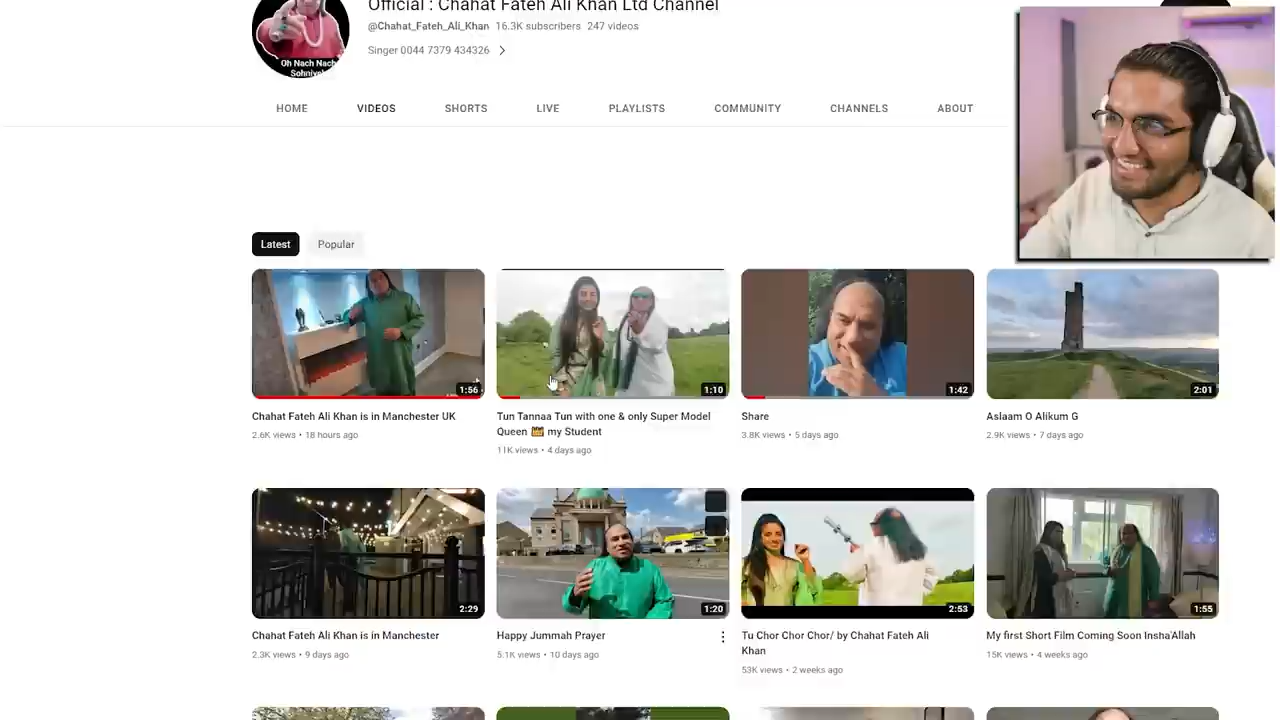 Official : Chahat Fateh Ali Khan Ltd Channel
@Chahat_Fateh_Ali_Khan 16.3K subscribers 247 videos
Singer 0044 7379 434326
Oh Nach Nach
Sohniye
HOME VIDEOS SHORTS LIVE PLAYLISTS COMMUNITY CHANNELS ABOUT
Latest Popular
1:56 1:10 1:42 2:01
Chahat Fateh Ali Khan is in Manchester UK
2.6K views • 18 hours ago
Tun Tannaa Tun with one & only Super Model
Queen 👸 my Student
11K views • 4 days ago
Share
3.8K views • 5 days ago
Aslaam O Alikum G
2.9K views • 7 days ago
2:29 1:20 2:53 1:55
Chahat Fateh Ali Khan is in Manchester
2.3K views • 9 days ago
Happy Jummah Prayer
5.1K views • 10 days ago
Tu Chor Chor Chor/ by Chahat Fateh Ali
Khan
53K views • 2 weeks ago
My first Short Film Coming Soon Insha'Allah
15K views • 4 weeks ago